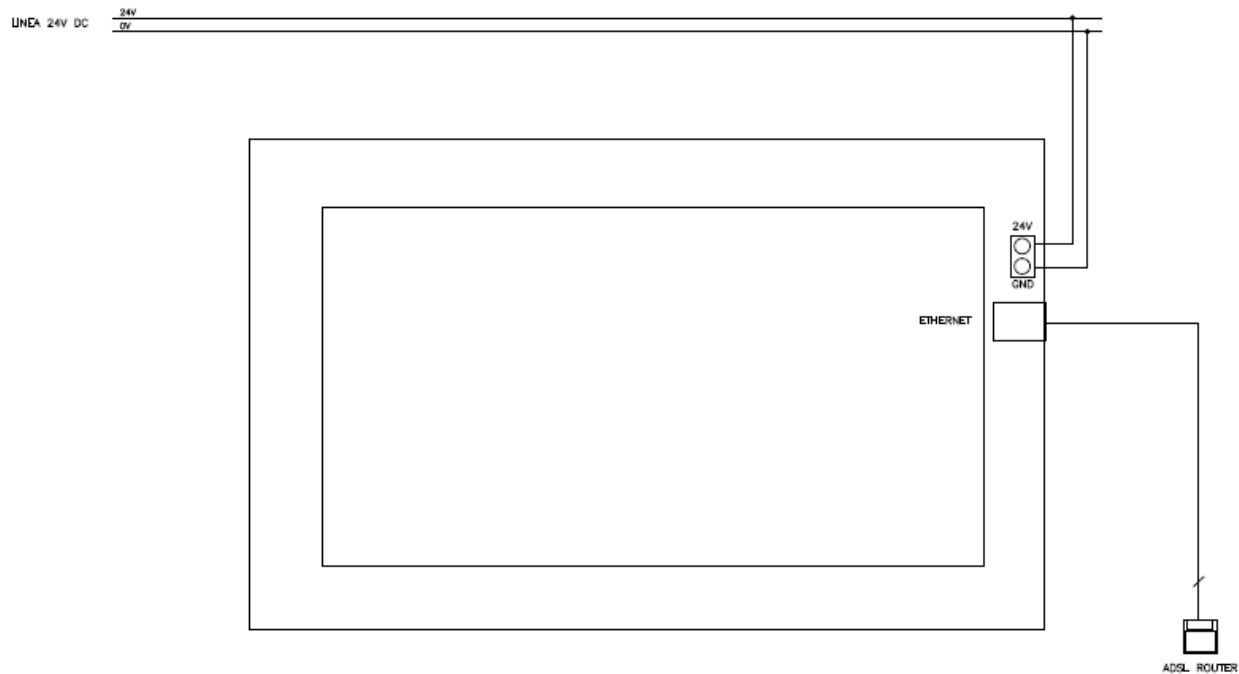 24V
LINEA 24V DC
0V
24V
GND
ETHERNET
ADSL ROUTER